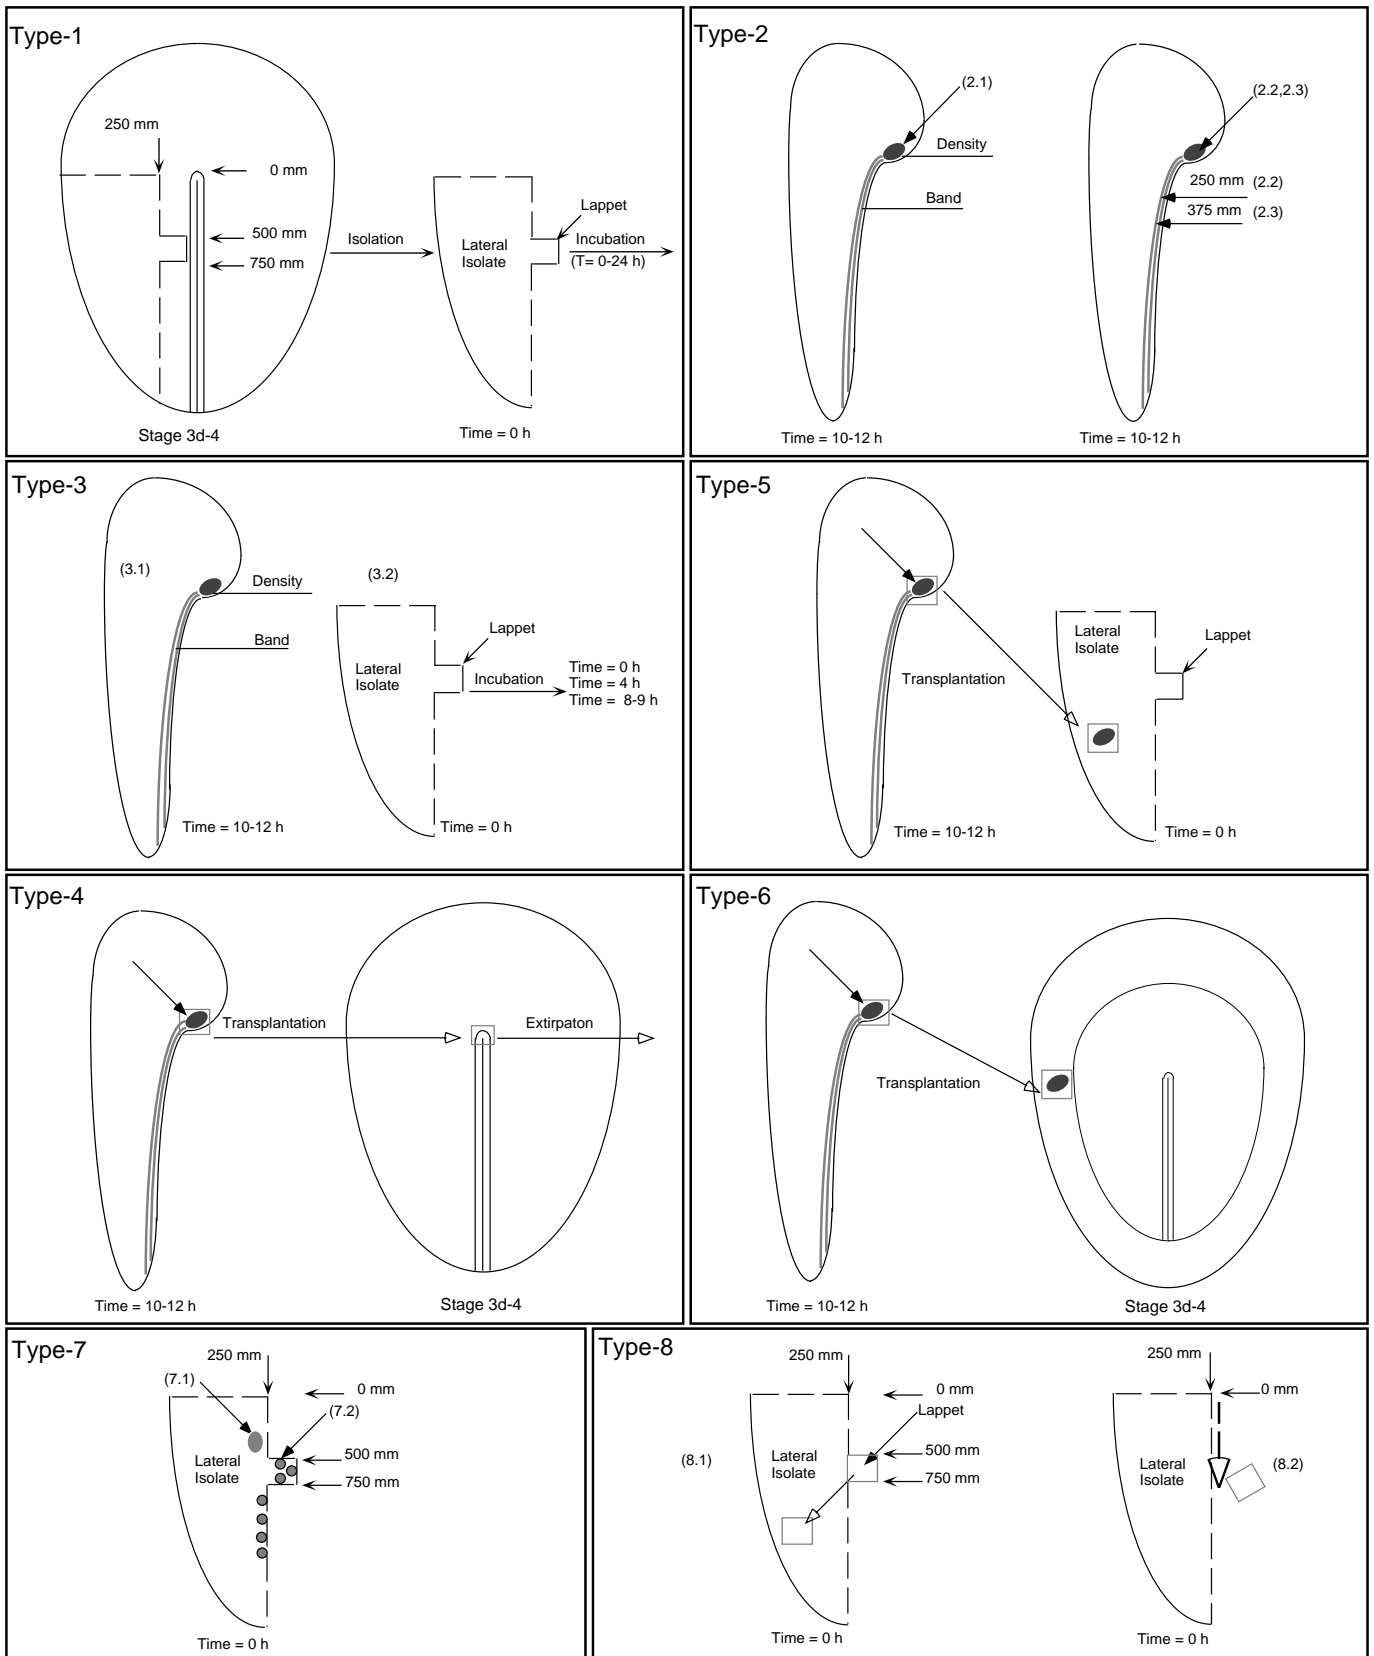 Type-1
250 mm
0 mm
500 mm
750 mm
Isolation
Lateral
Isolate
Lappet
Incubation
(T= 0-24 h)
Stage 3d-4
Time = 0 h
Type-2
(2.1)
Density
Band
Time = 10-12 h
(2.2,2.3)
250 mm (2.2)
375 mm (2.3)
Time = 10-12 h
Type-3
(3.1)
Density
Band
Time = 10-12 h
(3.2)
Lateral
Isolate
Lappet
Incubation
Time = 0 h
Time = 4 h
Time = 8-9 h
Time = 0 h
Type-5
Transplantation
Time = 10-12 h
Lateral
Isolate
Lappet
Time = 0 h
Type-4
Transplantation
Extirpaton
Time = 10-12 h
Stage 3d-4
Type-6
Transplantation
Time = 10-12 h
Stage 3d-4
Type-7
250 mm
(7.1)
0 mm
(7.2)
500 mm
Lateral
Isolate
750 mm
Time = 0 h
Type-8
250 mm
0 mm
Lappet
500 mm
(8.1)
Lateral
Isolate
750 mm
Time = 0 h
250 mm
0 mm
Lateral
Isolate
(8.2)
Time = 0 h